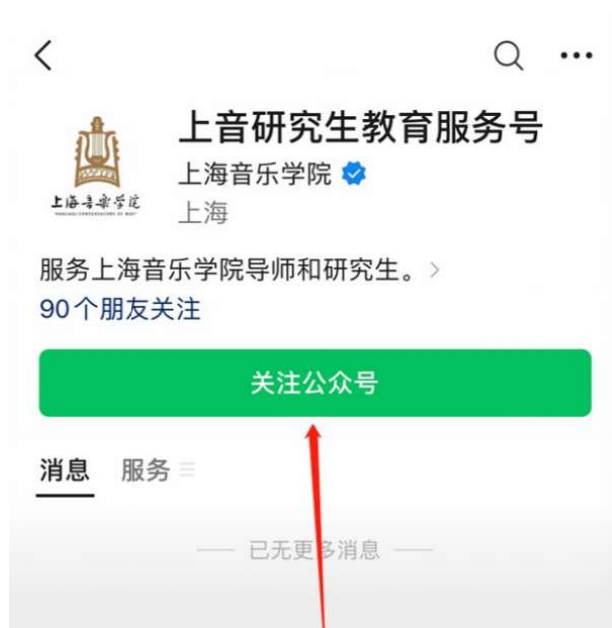 上音研究生教育服务号
上海音乐学院
上海音乐学院
上海
服务上海音乐学院导师和研究生。
90个朋友关注
关注公众号
消息 服务
已无更多消息